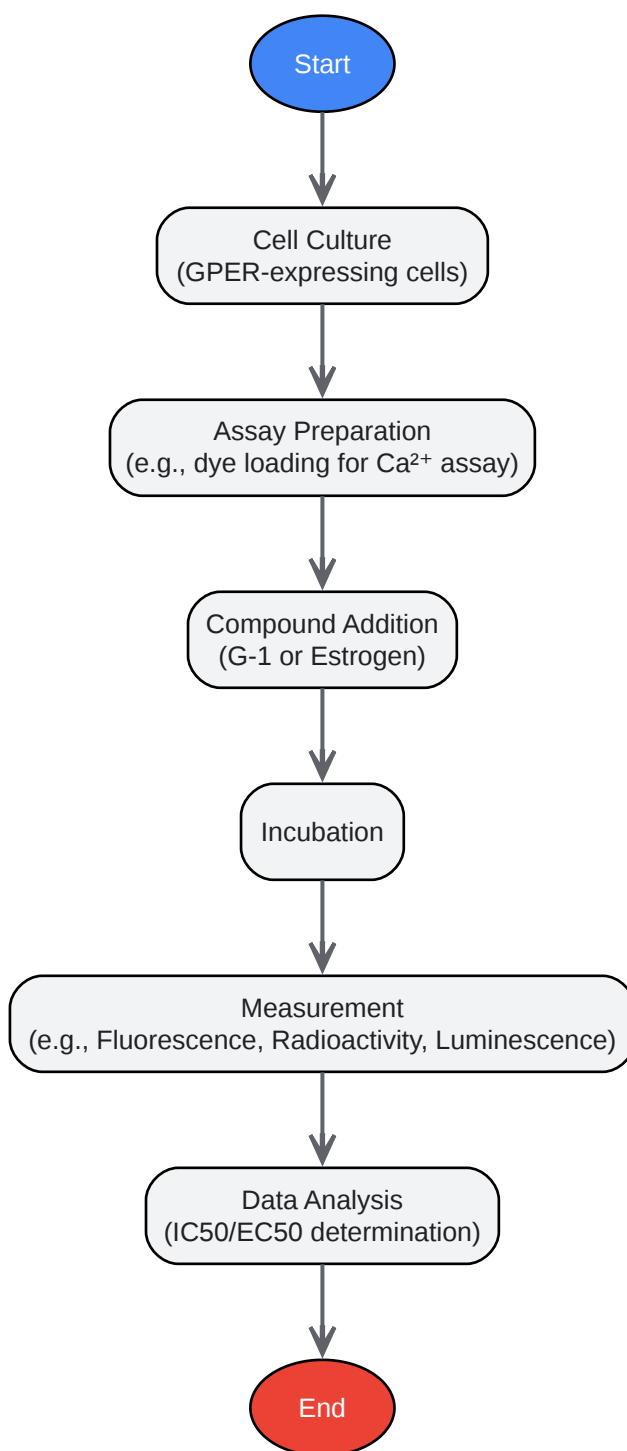 Start
Cell Culture
(GPER-expressing cells)
Assay Preparation
(e.g., dye loading for Ca²⁺ assay)
Compound Addition
(G-1 or Estrogen)
Incubation
Measurement
(e.g., Fluorescence, Radioactivity, Luminescence)
Data Analysis
(IC50/EC50 determination)
End